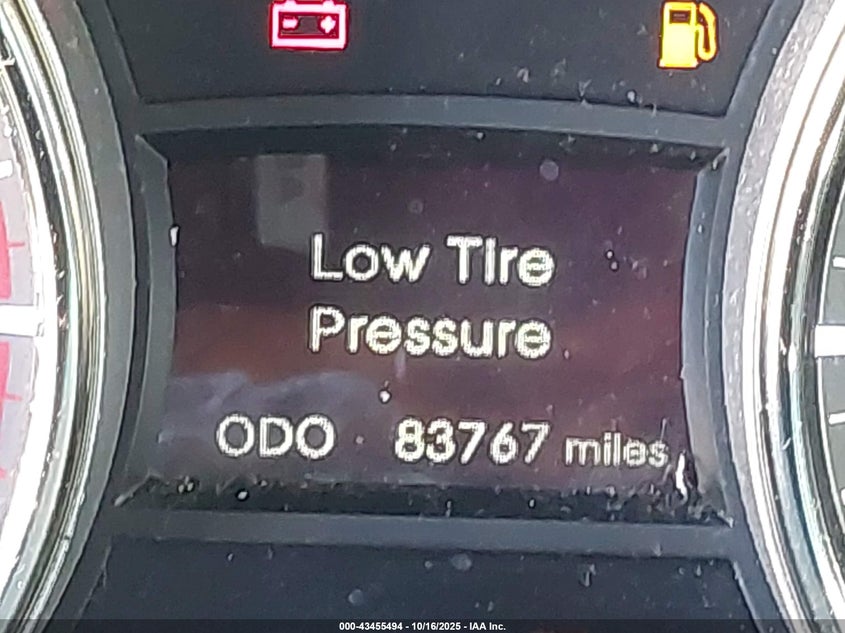 Low Tire
Pressure
ODO 83767 miles
000-43455494 - 10/16/2025 - IAA Inc.